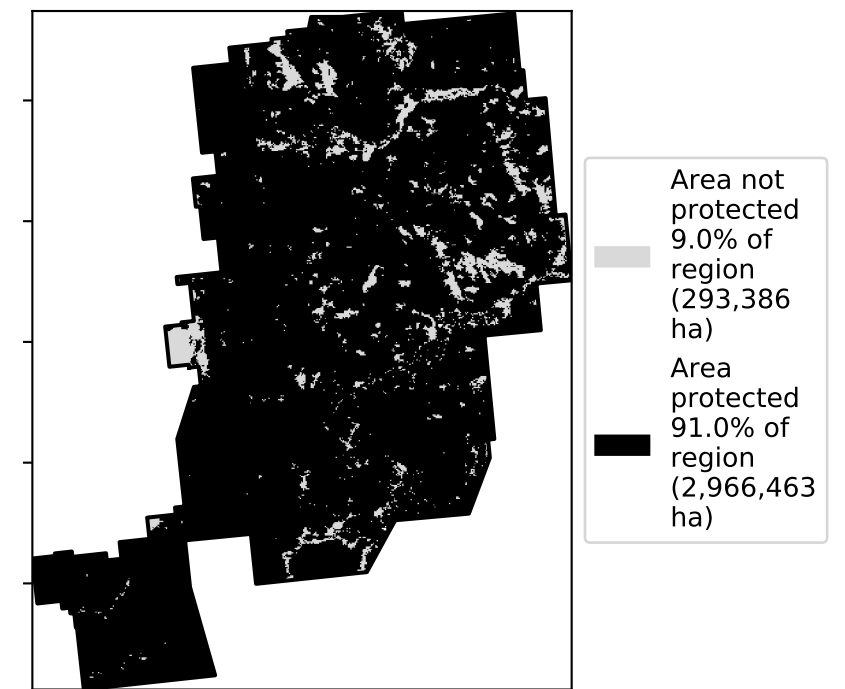 Area not
protected
9.0% of
region
(293,386
ha)
Area
protected
91.0% of
region
(2,966,463
ha)